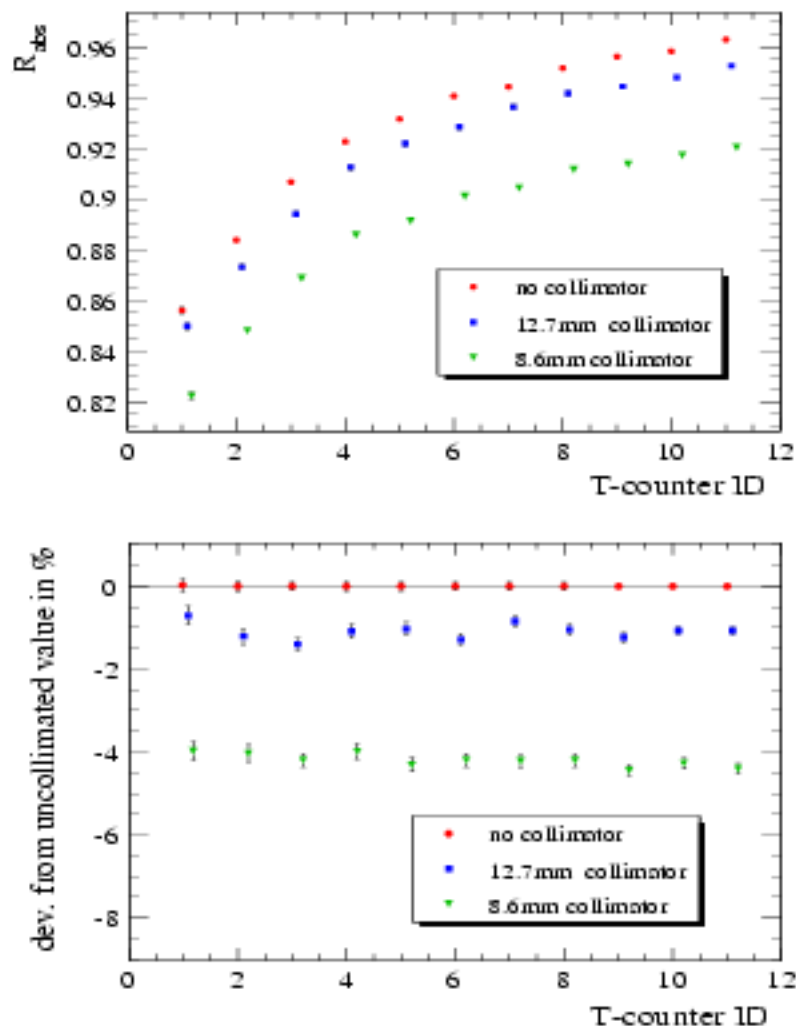 R_abs
0.96
0.94
0.92
0.9
0.88
0.86
0.84
0.82
no collimator
12.7mm collimator
8.6mm collimator
0 2 4 6 8 10 12
T-counter ID
dev. from uncollimated value in %
0
-2
-4
-6
-8
no collimator
12.7mm collimator
8.6mm collimator
0 2 4 6 8 10 12
T-counter ID